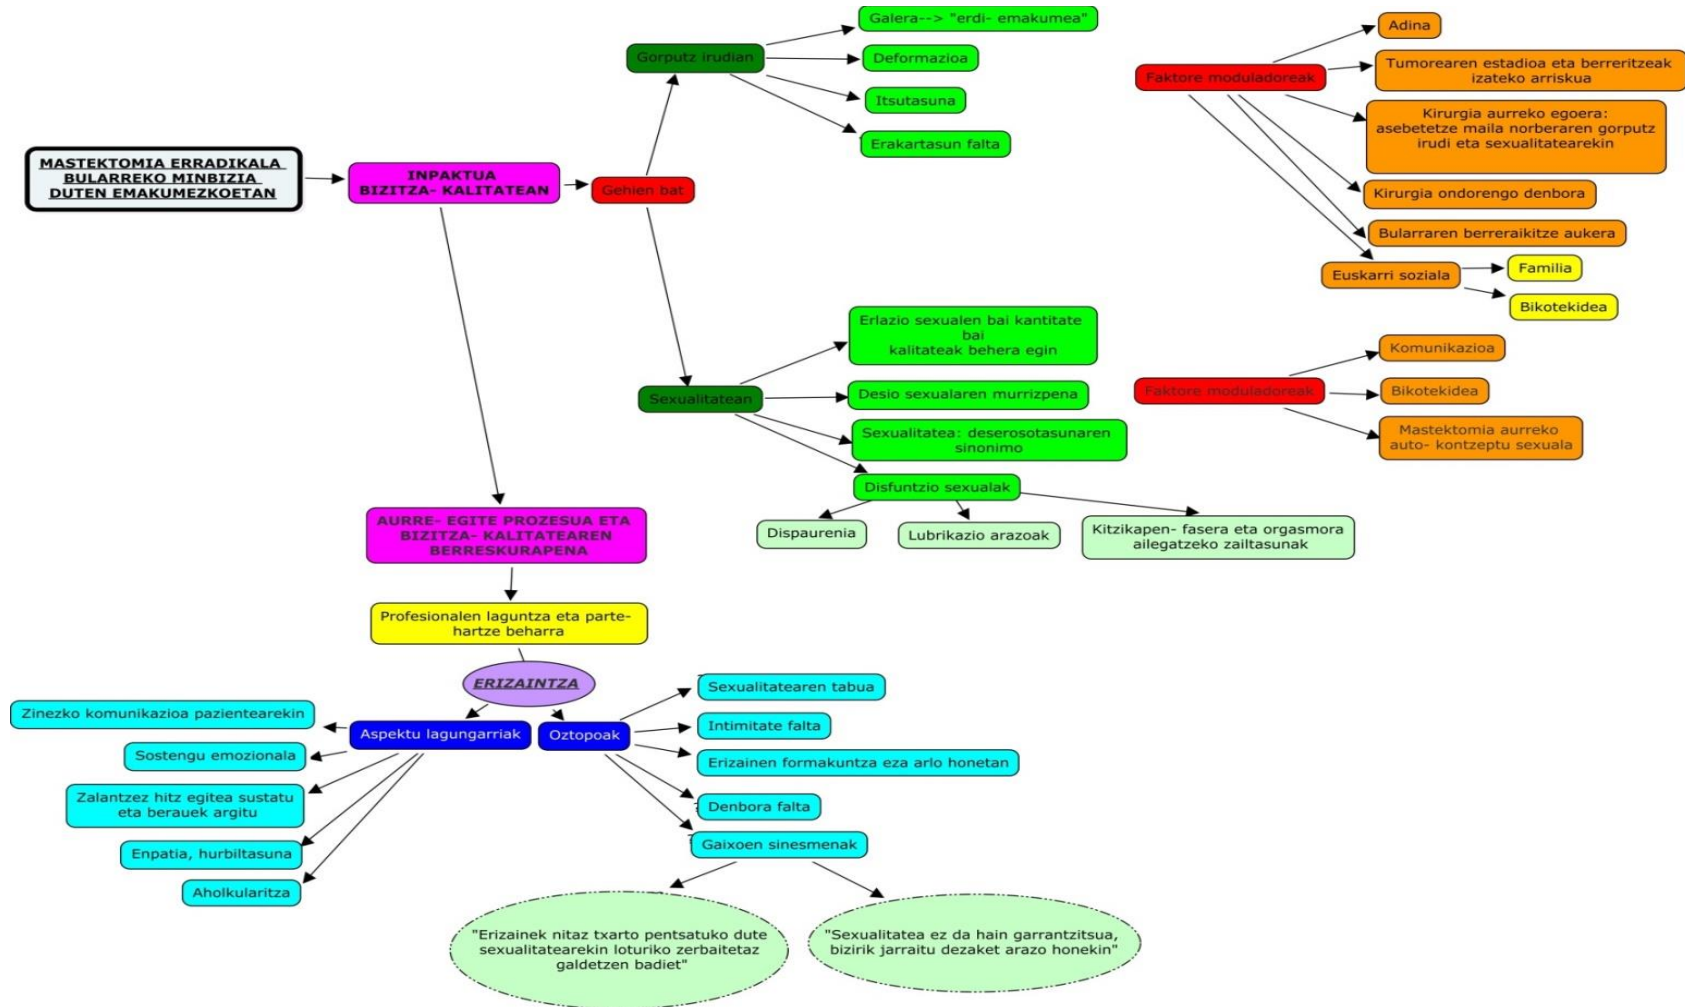 MASTEKTOMIA ERRADIKALA
BULARREKO MINBIZIA
DUTEN EMAKUMEZKOETAN
INPAKTUA
BIZITZA- KALITATEAN
Gehien bat
Gorputz irudian
Galera--> "erdi- emakumea"
Deformazioa
Itsutasuna
Erakartasun falta
Faktore moduladoreak
Adina
Tumorearen estadioa eta berreritzeak
izateko arriskua
Kirurgia aurreko egoera:
asebetetze maila norberaren gorputz
irudi eta sexualitatearekin
Kirurgia ondorengo denbora
Bularraren berreraikitze aukera
Euskarri soziala
Familia
Bikotekidea
Sexualitatean
Erlazio sexualen bai kantitate
bai
kalitateak behera egin
Desio sexualaren murrizpena
Sexualitatea: deserosotasunaren
sinonimo
Disfuntzio sexualak
Dispaurenia
Lubrikazio arazoak
Kitzikapen- fasera eta orgasmora
ailegatzeko zailtasunak
Faktore moduladoreak
Komunikazioa
Bikotekidea
Mastektomia aurreko
auto- kontzeptu sexuala
AURRE- EGITE PROZESUA ETA
BIZITZA- KALITATEAREN
BERRESKURAPENA
Profesionalen laguntza eta parte-
hartze beharra
ERIZAINTZA
Aspektu lagungarriak
Zinezko komunikazioa pazientearekin
Sostengu emozionala
Zalantzez hitz egitea sustatu
eta berauek argitu
Enpatia, hurbiltasuna
Aholkularitza
Oztopoak
Sexualitatearen tabua
Intimitate falta
Erizainen formakuntza eza arlo honetan
Denbora falta
Gaixoen sinesmenak
"Erizainek nitaz txarto pentsatuko dute
sexualitatearekin loturiko zerbaitetaz
galdetzen badiet"
"Sexualitatea ez da hain garrantzitsua,
bizirik jarraitu dezaket arazo honekin"